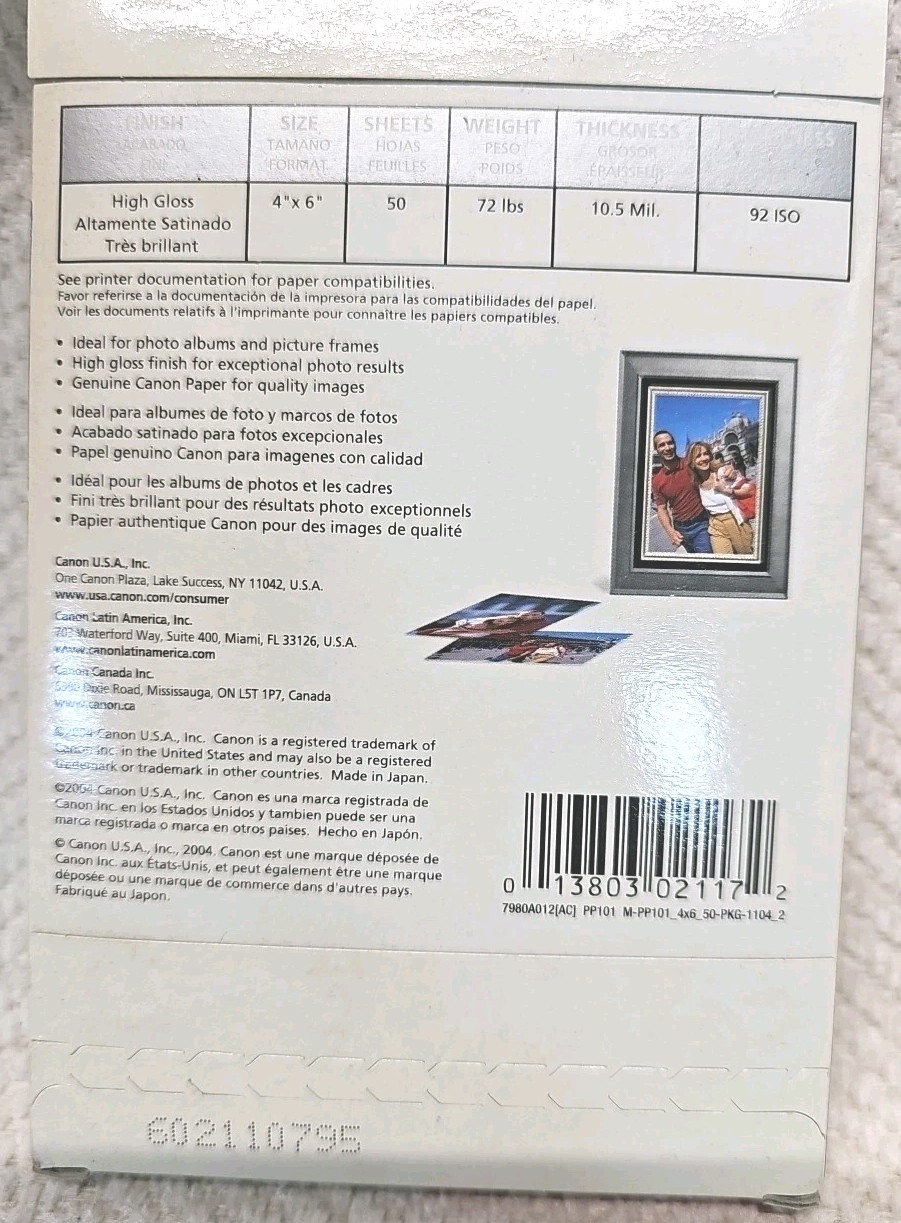 FINISH
ACABADO
FINI
SIZE
TAMAÑO
FORMAT
SHEETS
HOJAS
FEUILLES
WEIGHT
PESO
POIDS
THICKNESS
GROSOR
ÉPAISSEUR
High Gloss
Altamente Satinado
Très brillant
4"x 6"
50
72 lbs
10.5 Mil.
92 ISO
See printer documentation for paper compatibilities.
Favor referirse a la documentación de la impresora para las compatibilidades del papel.
Voir les documents relatifs à l'imprimante pour connaître les papiers compatibles.
• Ideal for photo albums and picture frames
• High gloss finish for exceptional photo results
• Genuine Canon Paper for quality images
• Ideal para albumes de foto y marcos de fotos
• Acabado satinado para fotos excepcionales
• Papel genuino Canon para imagenes con calidad
• Idéal pour les albums de photos et les cadres
• Fini très brillant pour des résultats photo exceptionnels
• Papier authentique Canon pour des images de qualité
Canon U.S.A., Inc.
One Canon Plaza, Lake Success, NY 11042, U.S.A.
www.usa.canon.com/consumer
Canon Latin America, Inc.
703 Waterford Way, Suite 400, Miami, FL 33126, U.S.A.
www.canonlatinamerica.com
Canon Canada Inc.
Dixie Road, Mississauga, ON L5T 1P7, Canada
www.canon.ca
©2004 Canon U.S.A., Inc. Canon is a registered trademark of
Canon Inc. in the United States and may also be a registered
trademark or trademark in other countries. Made in Japan.
©2004 Canon U.S.A., Inc. Canon es una marca registrada de
Canon Inc. en los Estados Unidos y tambien puede ser una
marca registrada o marca en otros paises. Hecho en Japón.
© Canon U.S.A., Inc., 2004. Canon est une marque déposée de
Canon Inc. aux États-Unis, et peut également être une marque
déposée ou une marque de commerce dans d'autres pays.
Fabriqué au Japon.
0 13803 02117 2
7980A012[AC] PP101 M-PP101_4x6_50-PKG-1104_2
602110795